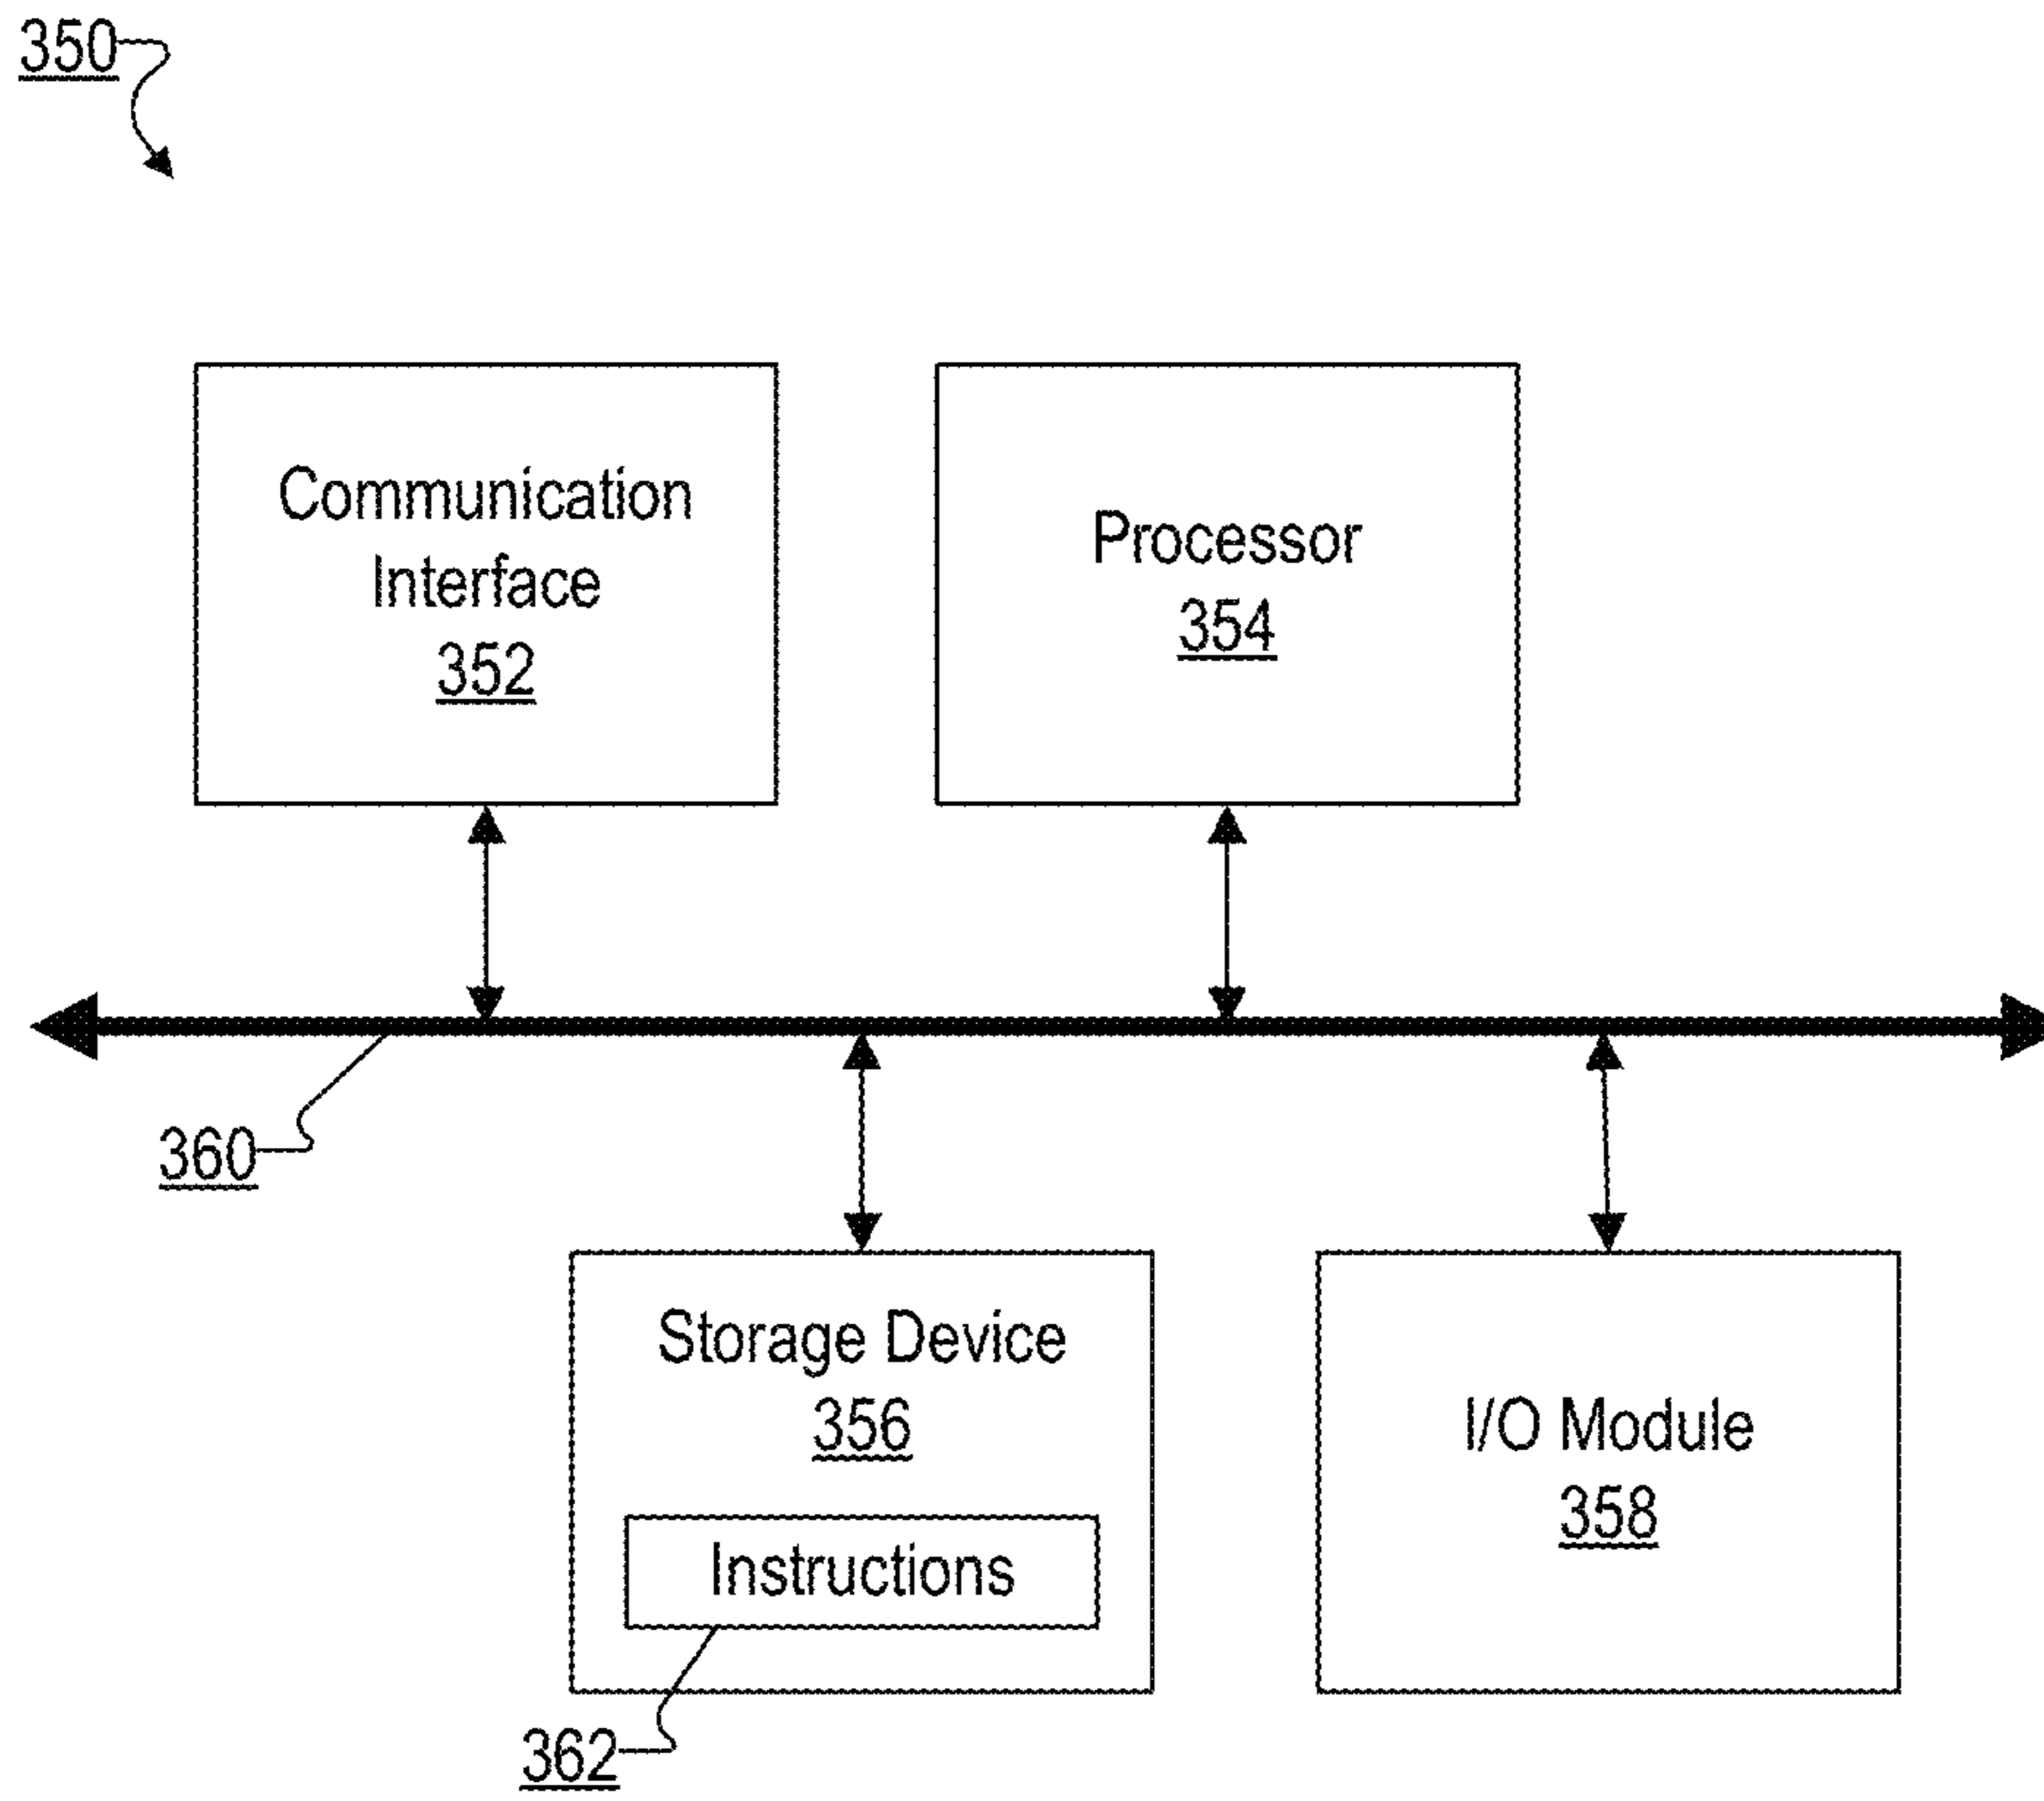 350
Communication
Interface
352
Processor
354
360
Storage Device
356
Instructions
362
I/O Module
358